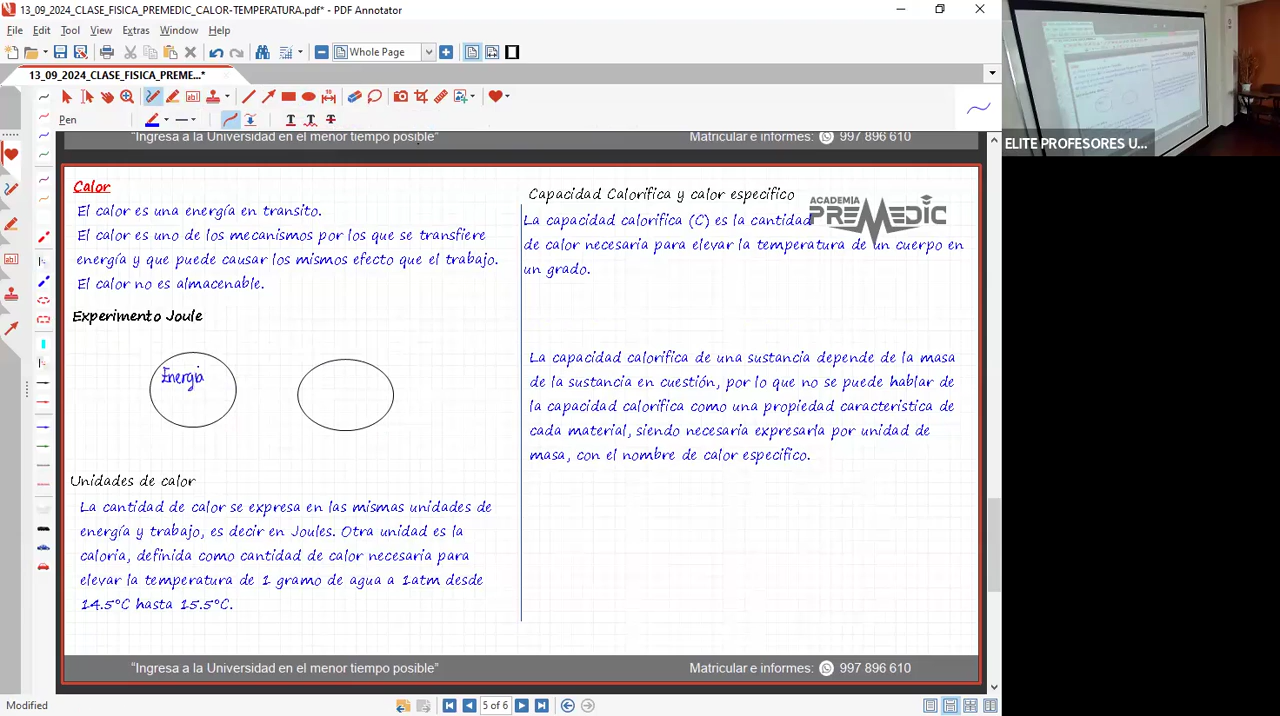 13_09_2024_CLASE_FISICA_PREMEDIC_CALOR-TEMPERATURA.pdf* - PDF Annotator
File Edit Tool View Extras Window Help
Whole Page
13_09_2024_CLASE_FISICA_PREME...*
Pen
"Ingresa a la Universidad en el menor tiempo posible"
Matricular e informes: 997 896 610
Calor
El calor es una energía en transito.
El calor es uno de los mecanismos por los que se transfiere
energía y que puede causar los mismos efecto que el trabajo.
El calor no es almacenable.
Experimento Joule
Energia
Unidades de calor
La cantidad de calor se expresa en las mismas unidades de
energía y trabajo, es decir en Joules. Otra unidad es la
caloria, definida como cantidad de calor necesaria para
elevar la temperatura de 1 gramo de agua a 1atm desde
14.5°C hasta 15.5°C.
Capacidad Calorífica y calor especifico
ACADEMIA
PREMEDIC
La capacidad calorífica (C) es la cantidad
de calor necesaria para elevar la temperatura de un cuerpo en
un grado.
La capacidad calorífica de una sustancia depende de la masa
de la sustancia en cuestión, por lo que no se puede hablar de
la capacidad calorífica como una propiedad característica de
cada material, siendo necesaria expresarla por unidad de
masa, con el nombre de calor especifico.
"Ingresa a la Universidad en el menor tiempo posible"
Matricular e informes: 997 896 610
Modified
5 of 6
ELITE PROFESORES U...